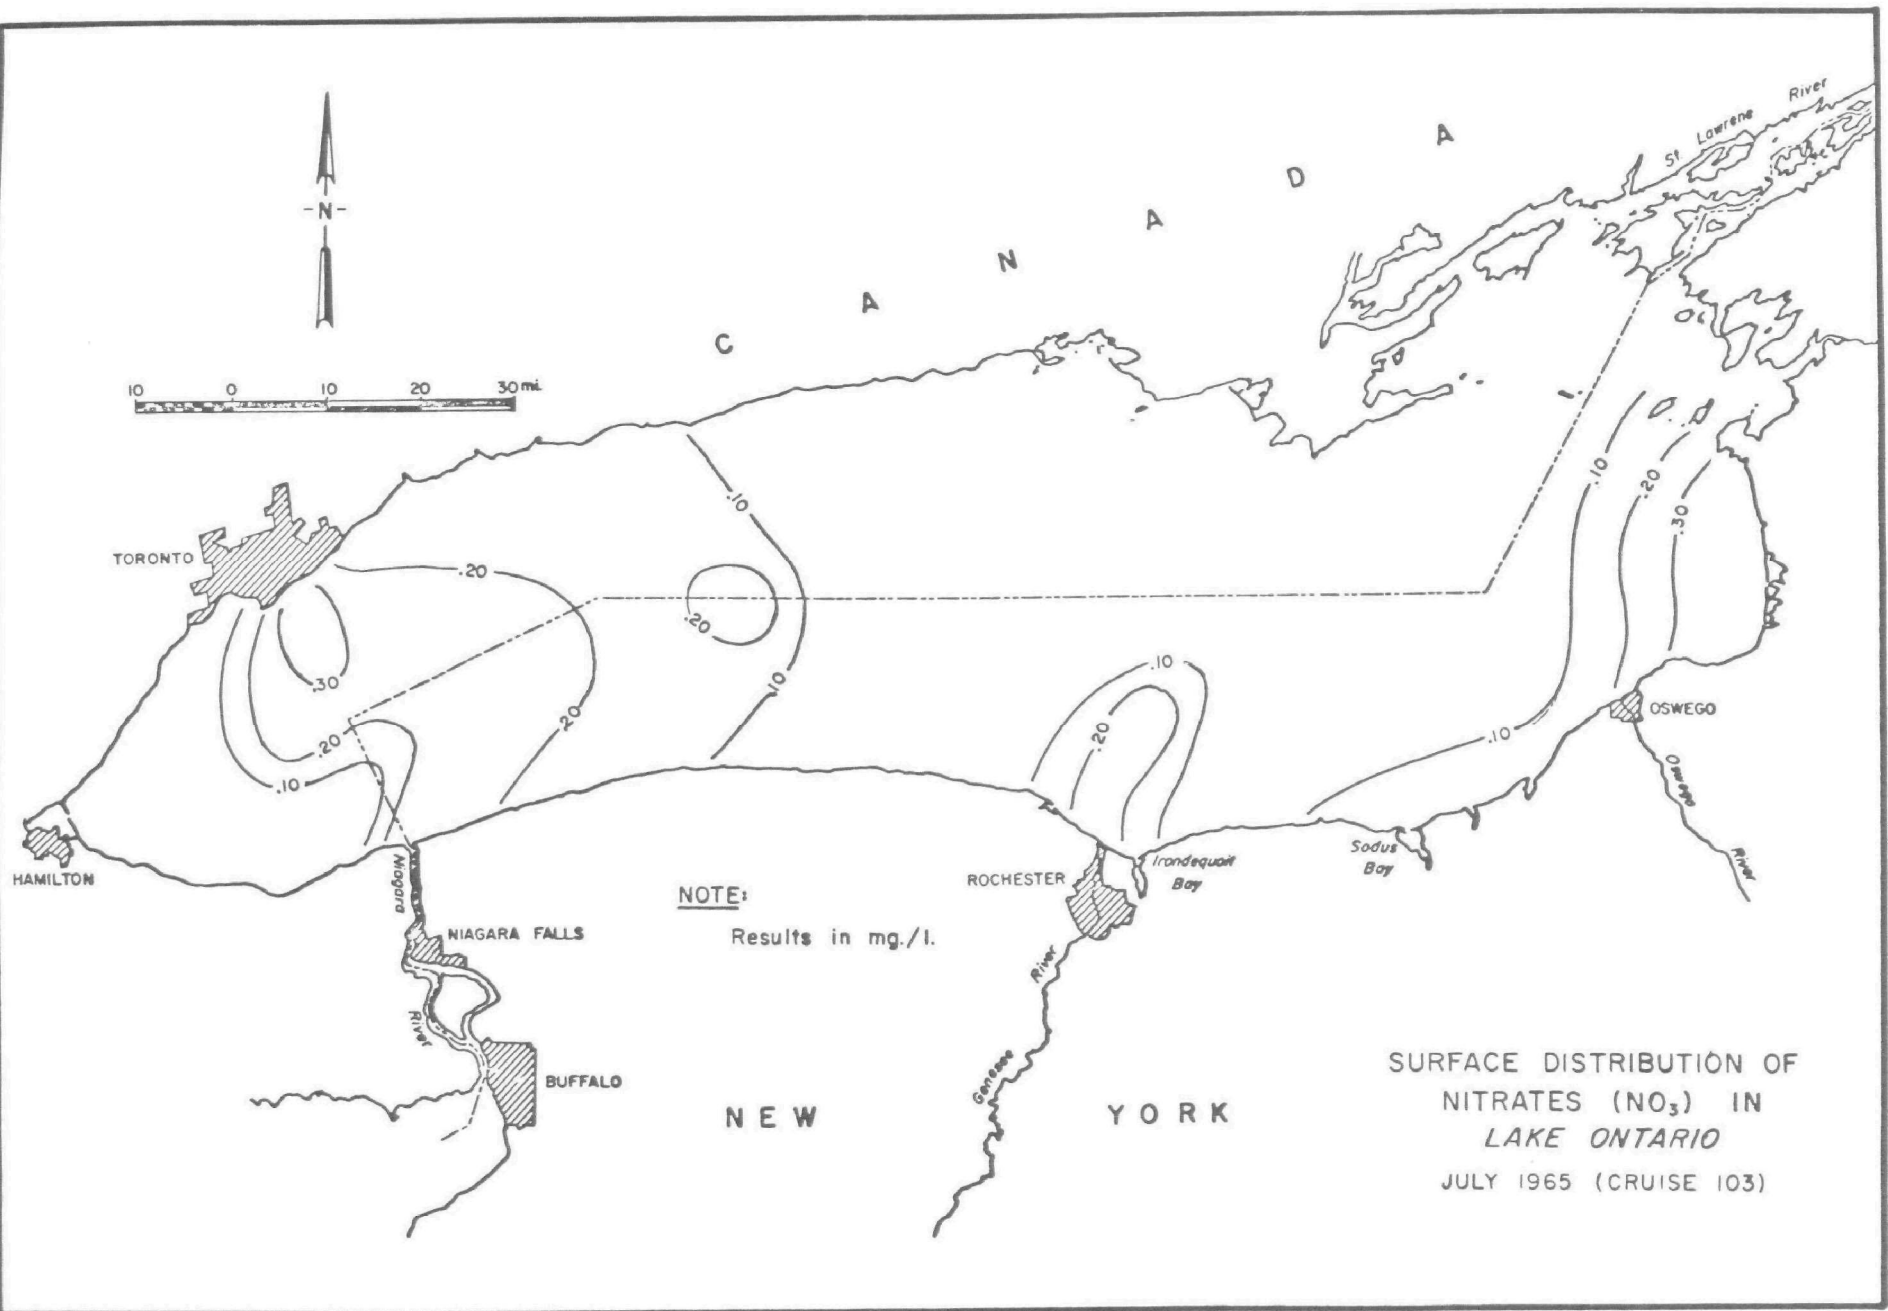 St Lawrene River
C A N A D A
-N-
10 0 10 20 30 mi.
TORONTO
.10
.20
.30
.10
.20
.20
.30
.20
.10
.20
.20
.10
.10
.10
.20
.10
HAMILTON
Niagara
NIAGARA FALLS
River
BUFFALO
NOTE:
Results in mg./l.
ROCHESTER
Irondequoit
Bay
Sodus
Bay
OSWEGO
Oswego
River
River
Genesee
NEW YORK
SURFACE DISTRIBUTION OF
NITRATES (NO₃) IN
LAKE ONTARIO
JULY 1965 (CRUISE 103)